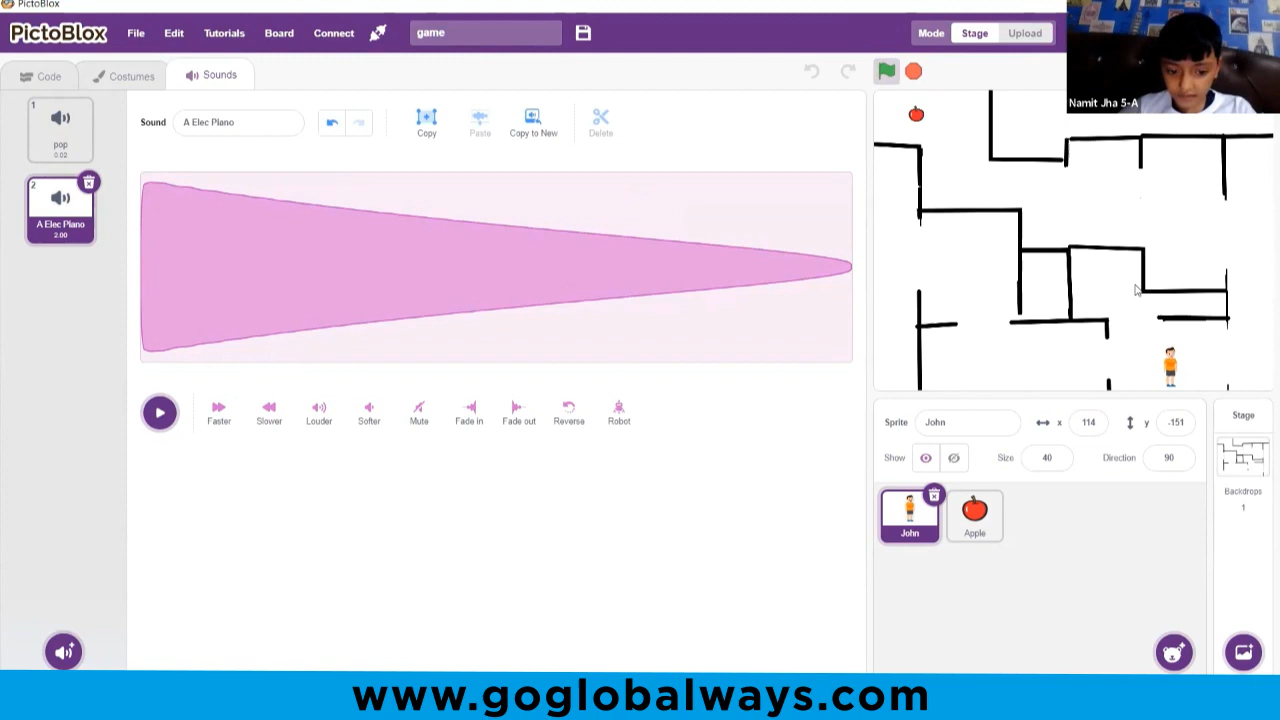 PictoBlox
PictoBlox File Edit Tutorials Board Connect game Mode Stage Upload
Code Costumes Sounds
Namit Jha 5-A
1
pop
0.02
2
A Elec Piano
2.00
Sound A Elec Piano Copy Paste Copy to New Delete
Faster Slower Louder Softer Mute Fade in Fade out Reverse Robot
Sprite John x 114 y -151
Show Size 40 Direction 90
John Apple
Stage
Backdrops
1
www.goglobalways.com